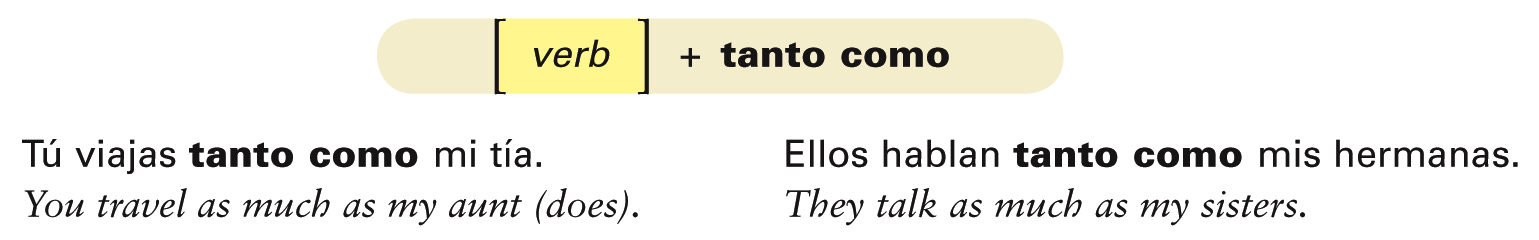 [ verb ] + tanto como
Tú viajas tanto como mi tía.
You travel as much as my aunt (does).
Ellos hablan tanto como mis hermanas.
They talk as much as my sisters.